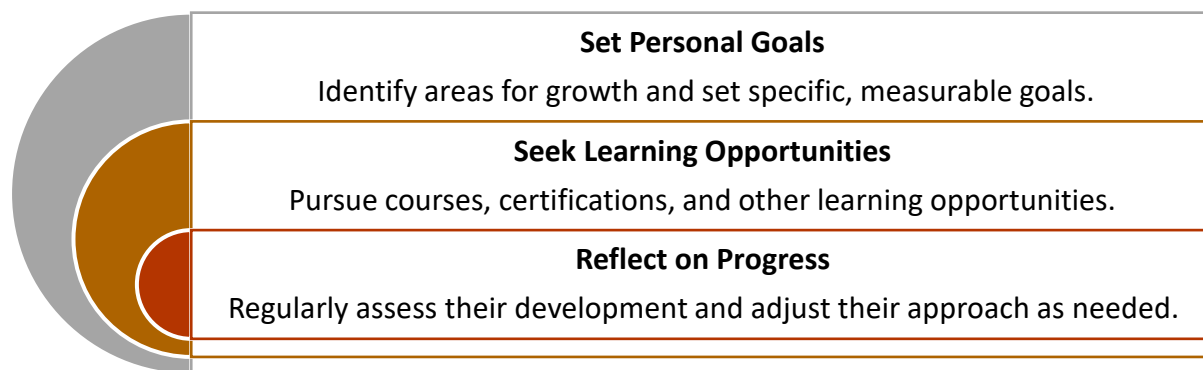 Set Personal Goals
Identify areas for growth and set specific, measurable goals.
Seek Learning Opportunities
Pursue courses, certifications, and other learning opportunities.
Reflect on Progress
Regularly assess their development and adjust their approach as needed.